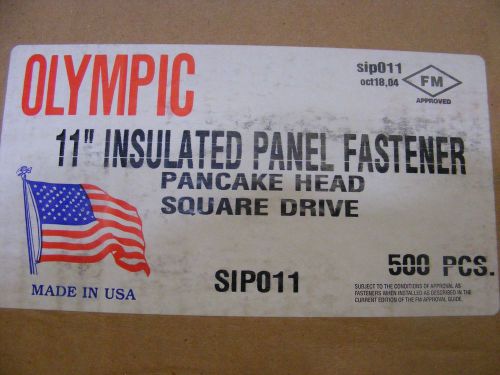 OLYMPIC
sip011
oct18,04
FM
APPROVED
11" INSULATED PANEL FASTENER
PANCAKE HEAD
SQUARE DRIVE
SIP011
500 PCS.
MADE IN USA
SUBJECT TO THE CONDITIONS OF APPROVAL AS
FASTENERS WHEN INSTALLED AS DESCRIBED IN THE
CURRENT EDITION OF THE FM APPROVAL GUIDE.